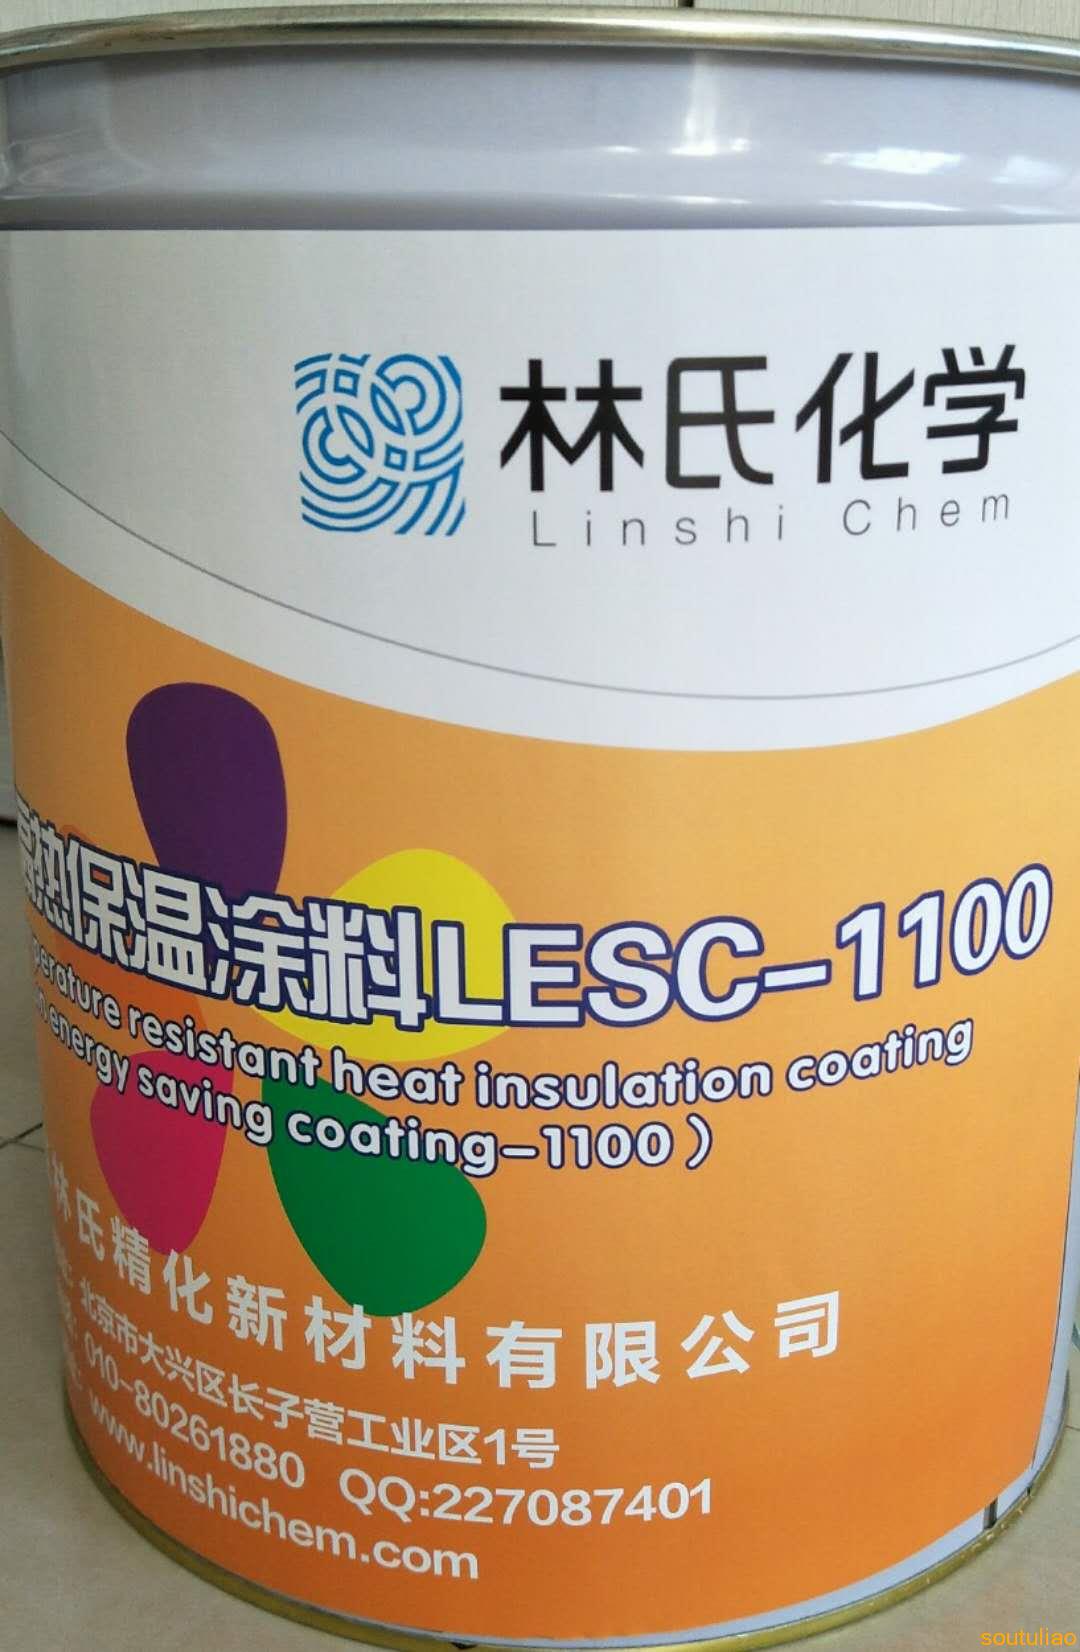 林氏化学
Linshi Chem
热保温涂料LESC-1100
resistant heat insulation coating
energy saving coating-1100）
林氏精化新材料有限公司
北京市大兴区长子营工业区1号
010-80261880 QQ:227087401
www.linshichem.com
soutuliao